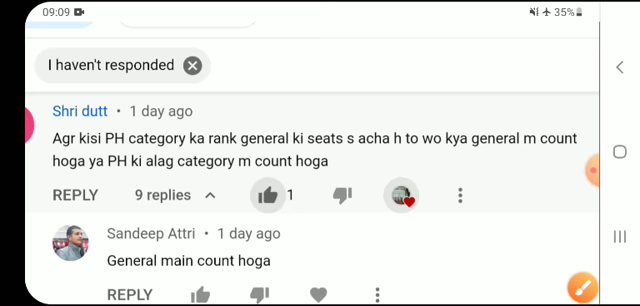 09:09 35%
I haven't responded
Shri dutt • 1 day ago
Agr kisi PH category ka rank general ki seats s acha h to wo kya general m count
hoga ya PH ki alag category m count hoga
REPLY 9 replies 1
Sandeep Attri • 1 day ago
General main count hoga
REPLY